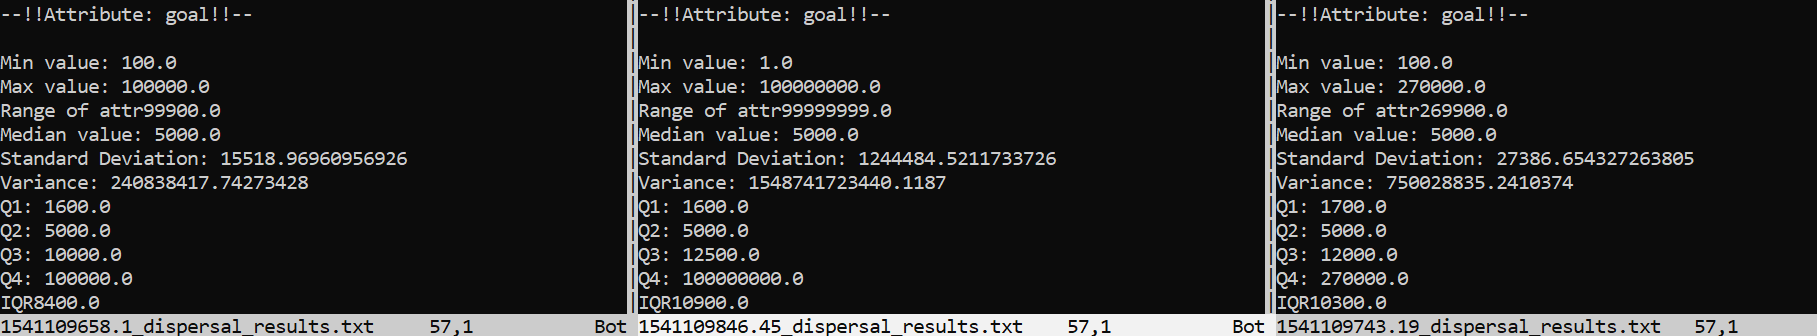 --!!Attribute: goal!!--
Min value: 100.0
Max value: 100000.0
Range of attr99900.0
Median value: 5000.0
Standard Deviation: 15518.96960956926
Variance: 240838417.74273428
Q1: 1600.0
Q2: 5000.0
Q3: 10000.0
Q4: 100000.0
IQR8400.0
1541109658.1_dispersal_results.txt 57,1 Bot
--!!Attribute: goal!!--
Min value: 1.0
Max value: 100000000.0
Range of attr99999999.0
Median value: 5000.0
Standard Deviation: 1244484.5211733726
Variance: 1548741723440.1187
Q1: 1600.0
Q2: 5000.0
Q3: 12500.0
Q4: 100000000.0
IQR10900.0
1541109846.45_dispersal_results.txt 57,1 Bot
--!!Attribute: goal!!--
Min value: 100.0
Max value: 270000.0
Range of attr269900.0
Median value: 5000.0
Standard Deviation: 27386.654327263805
Variance: 750028835.2410374
Q1: 1700.0
Q2: 5000.0
Q3: 12000.0
Q4: 270000.0
IQR10300.0
1541109743.19_dispersal_results.txt 57,1